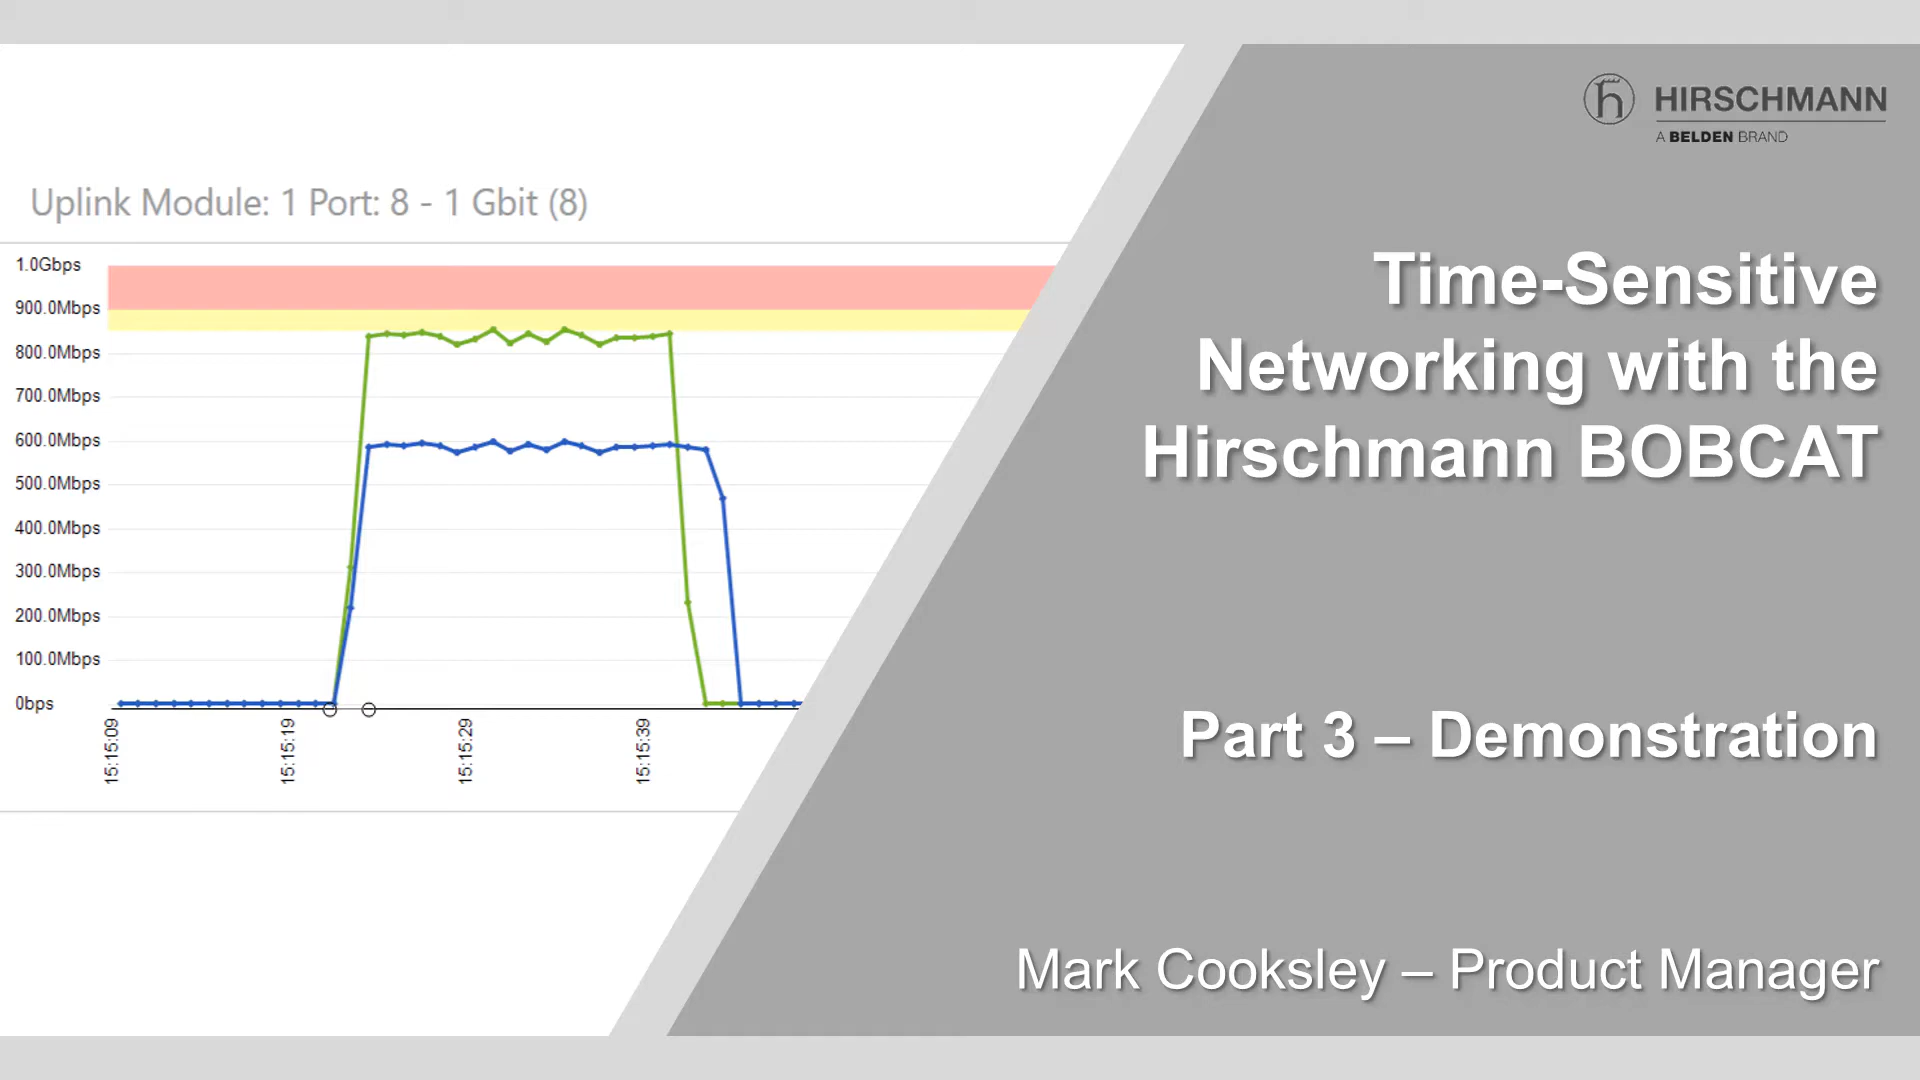 HIRSCHMANN
A BELDEN BRAND
Uplink Module: 1 Port: 8 - 1 Gbit (8)
1.0Gbps
900.0Mbps
800.0Mbps
700.0Mbps
600.0Mbps
500.0Mbps
400.0Mbps
300.0Mbps
200.0Mbps
100.0Mbps
0bps
15:15:09
15:15:19
15:15:29
15:15:39
Time-Sensitive
Networking with the
Hirschmann BOBCAT
Part 3 – Demonstration
Mark Cooksley – Product Manager